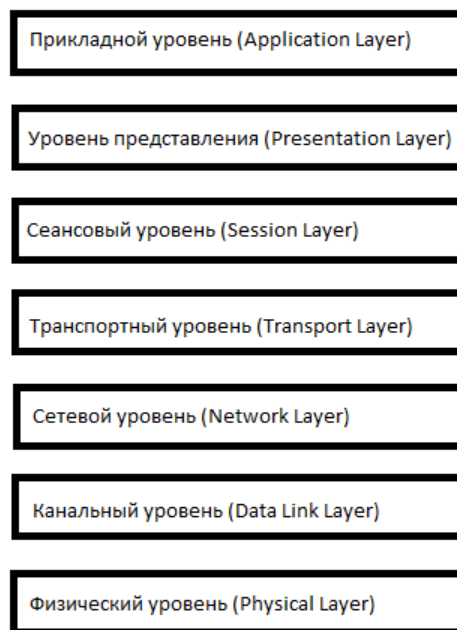 Прикладной уровень (Application Layer)
Уровень представления (Presentation Layer)
Сеансовый уровень (Session Layer)
Транспортный уровень (Transport Layer)
Сетевой уровень (Network Layer)
Канальный уровень (Data Link Layer)
Физический уровень (Physical Layer)